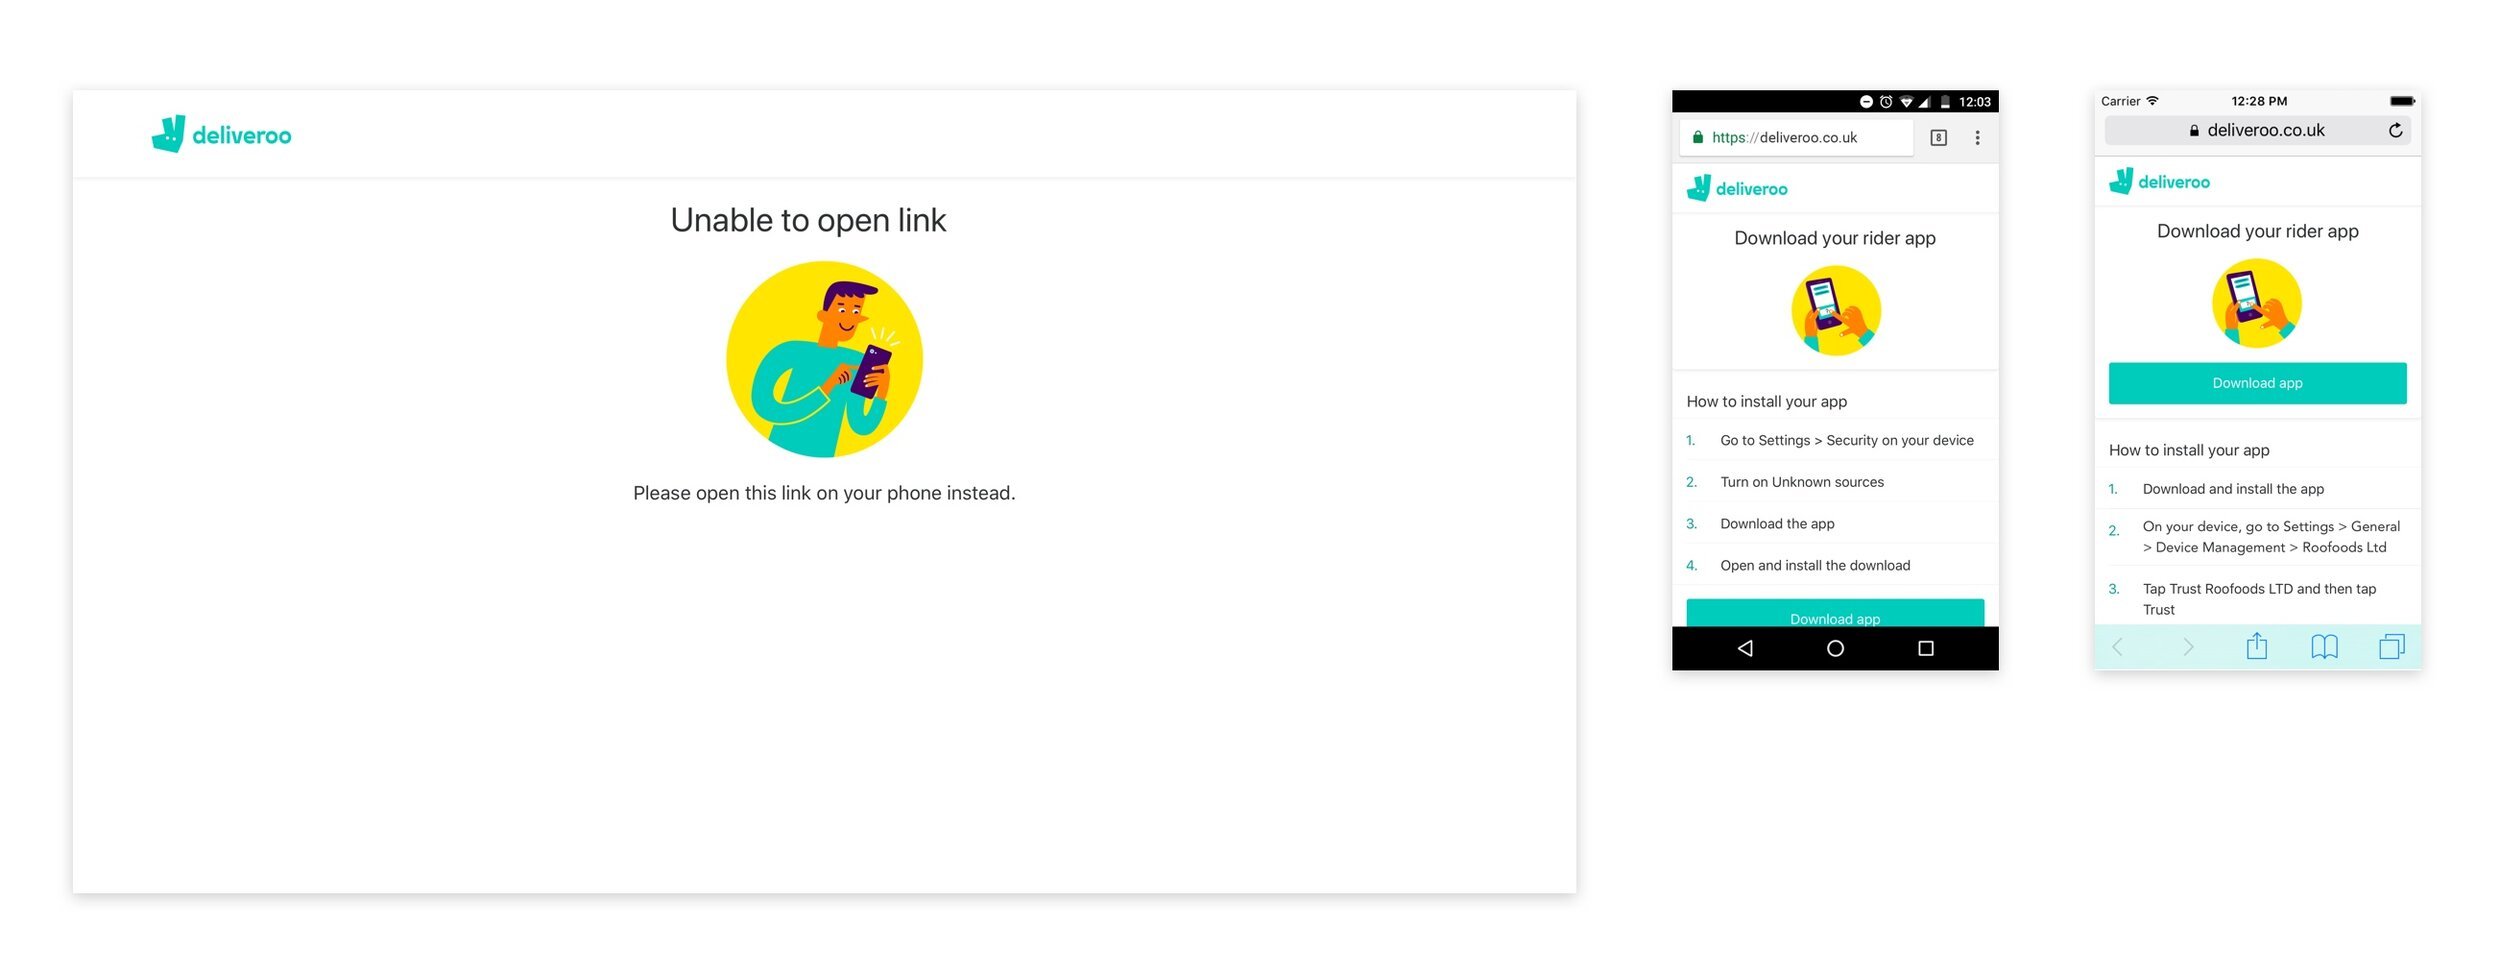 deliveroo
Unable to open link
Please open this link on your phone instead.
12:03
https://deliveroo.co.uk
8
deliveroo
Download your rider app
How to install your app
1. Go to Settings > Security on your device
2. Turn on Unknown sources
3. Download the app
4. Open and install the download
Download app
Carrier 12:28 PM
deliveroo.co.uk
deliveroo
Download your rider app
Download app
How to install your app
1. Download and install the app
2. On your device, go to Settings > General
> Device Management > Roofoods Ltd
3. Tap Trust Roofoods LTD and then tap
Trust